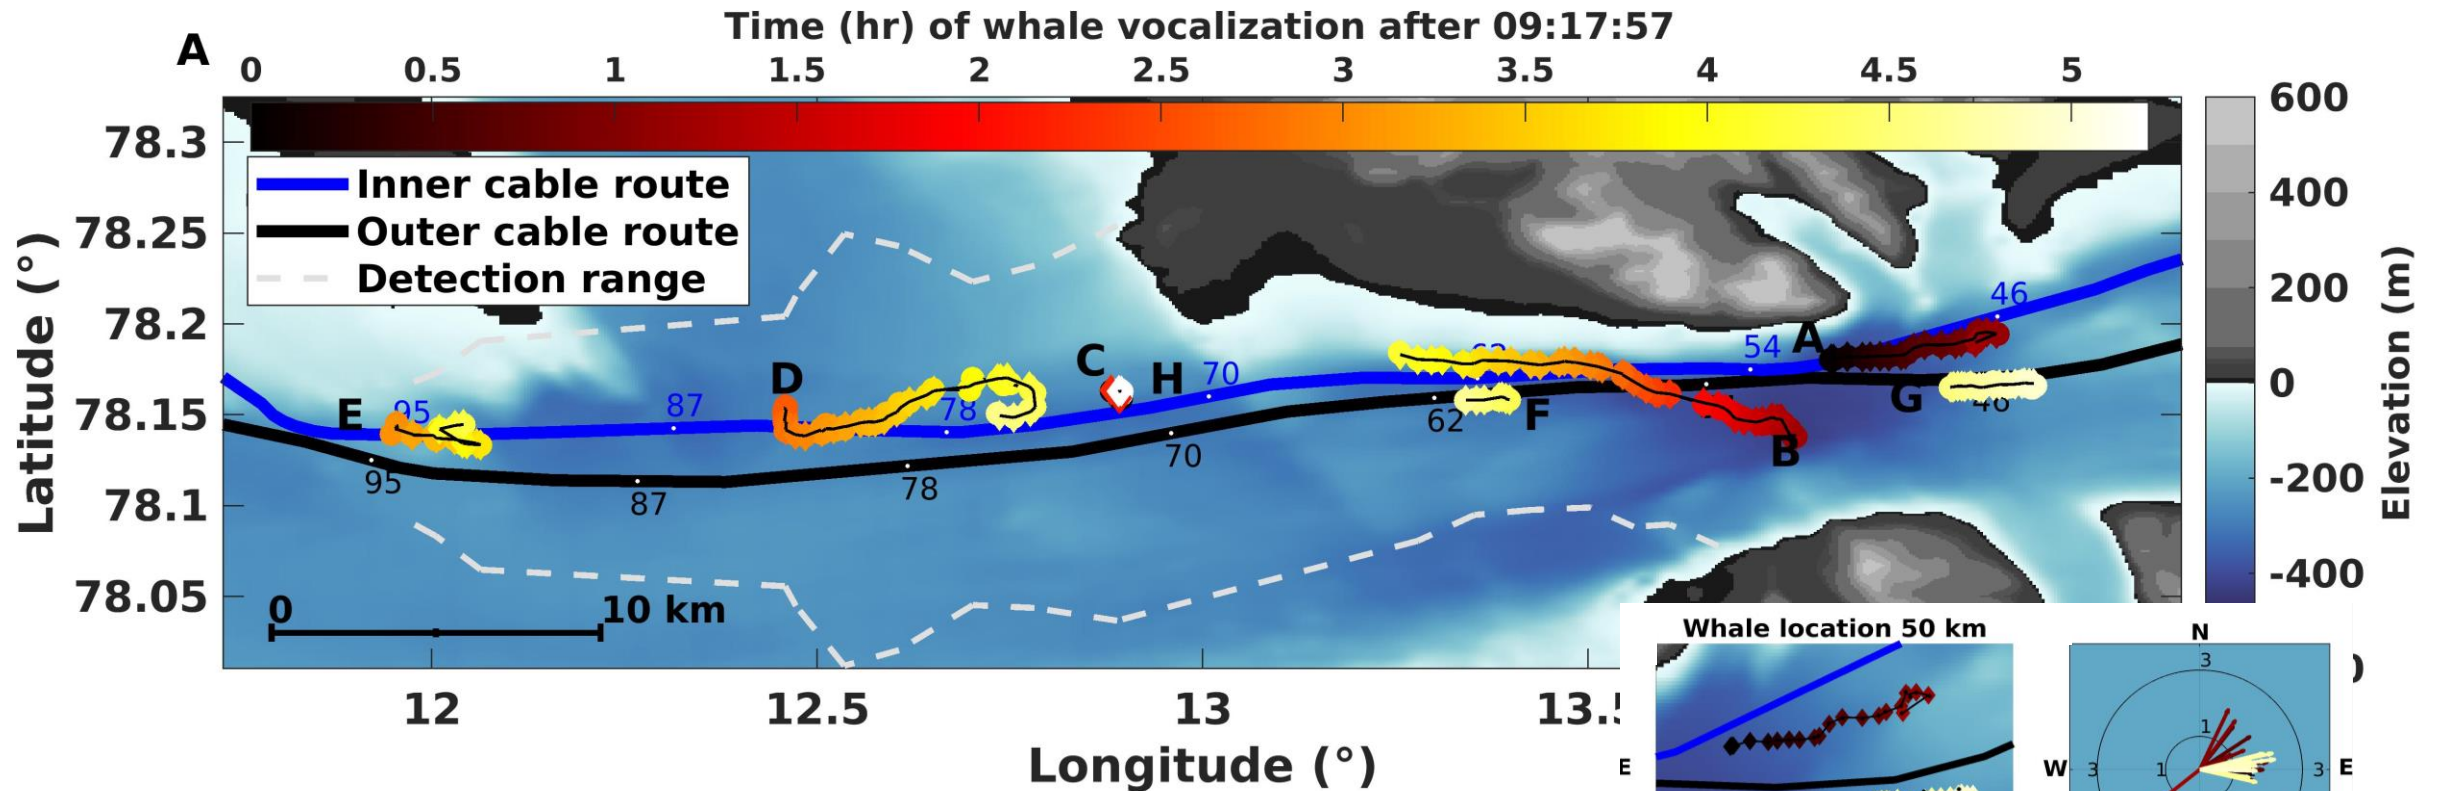 Time (hr) of whale vocalization after 09:17:57
A
0 0.5 1 1.5 2 2.5 3 3.5 4 4.5 5
Latitude (°)
78.3
78.25
78.2
78.15
78.1
78.05
Inner cable route
Outer cable route
Detection range
600
400
200
0
-200
-400
Elevation (m)
46
A
54
C
H
70
D
E
95
87
78
62
F
G
46
B
62
70
95
78
87
0 10 km
12 12.5 13 13.5
Longitude (°)
Whale location 50 km
E
N
3
1
W 3 1 3 E